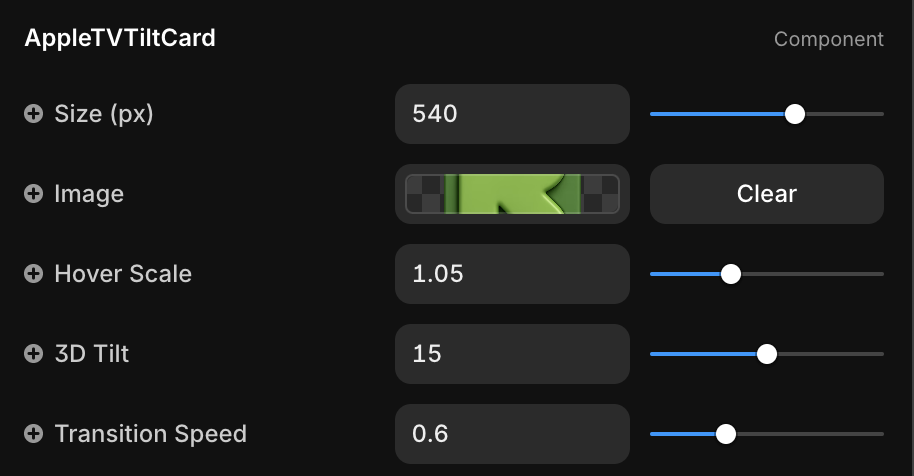 AppleTVTiltCard Component
Size (px) 540
Image Clear
Hover Scale 1.05
3D Tilt 15
Transition Speed 0.6